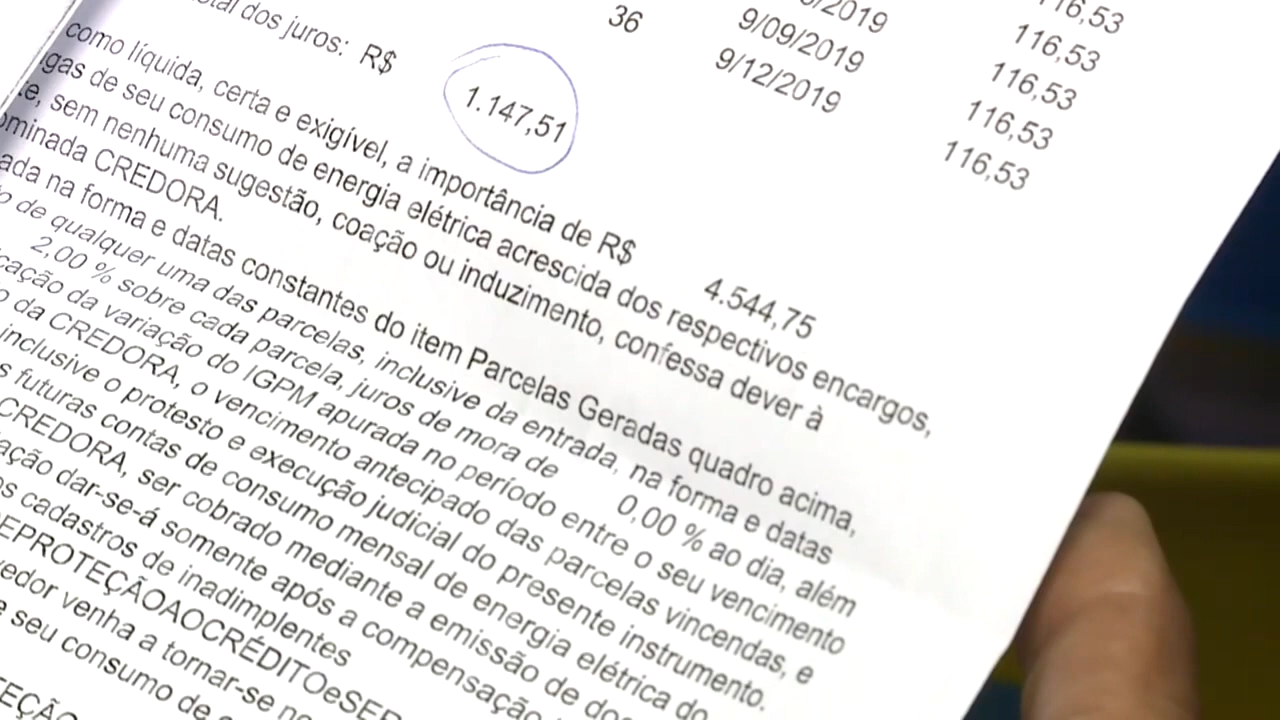 dos juros: R$ 1.147,51
36
/2019 116,53
9/09/2019 116,53
9/12/2019 116,53
116,53
116,53
como líquida, certa e exigível, a importância de R$ 4.544,75
gas de seu consumo de energia elétrica acrescida dos respectivos encargos,
te, sem nenhuma sugestão, coação ou induzimento, confessa dever à
ominada CREDORA.
ada na forma e datas constantes do item Parcelas Geradas quadro acima,
o de qualquer uma das parcelas, inclusive da entrada, na forma e datas
2,00 % sobre cada parcela, juros de mora de 0,00 % ao dia, além
cação da variação do IGPM apurada no período entre o seu vencimento
o da CREDORA, o vencimento antecipado das parcelas vincendas, e
inclusive o protesto e execução judicial do presente instrumento.
s futuras contas de consumo mensal de energia elétrica do
CREDORA, ser cobrado mediante a emissão de
ação dar-se-á somente após a compensação
os cadastros de inadimplentes
EPROTEÇÃOAOCRÉDITOeSER
edor venha a tornar-se
e seu consumo de
TEÇÃO